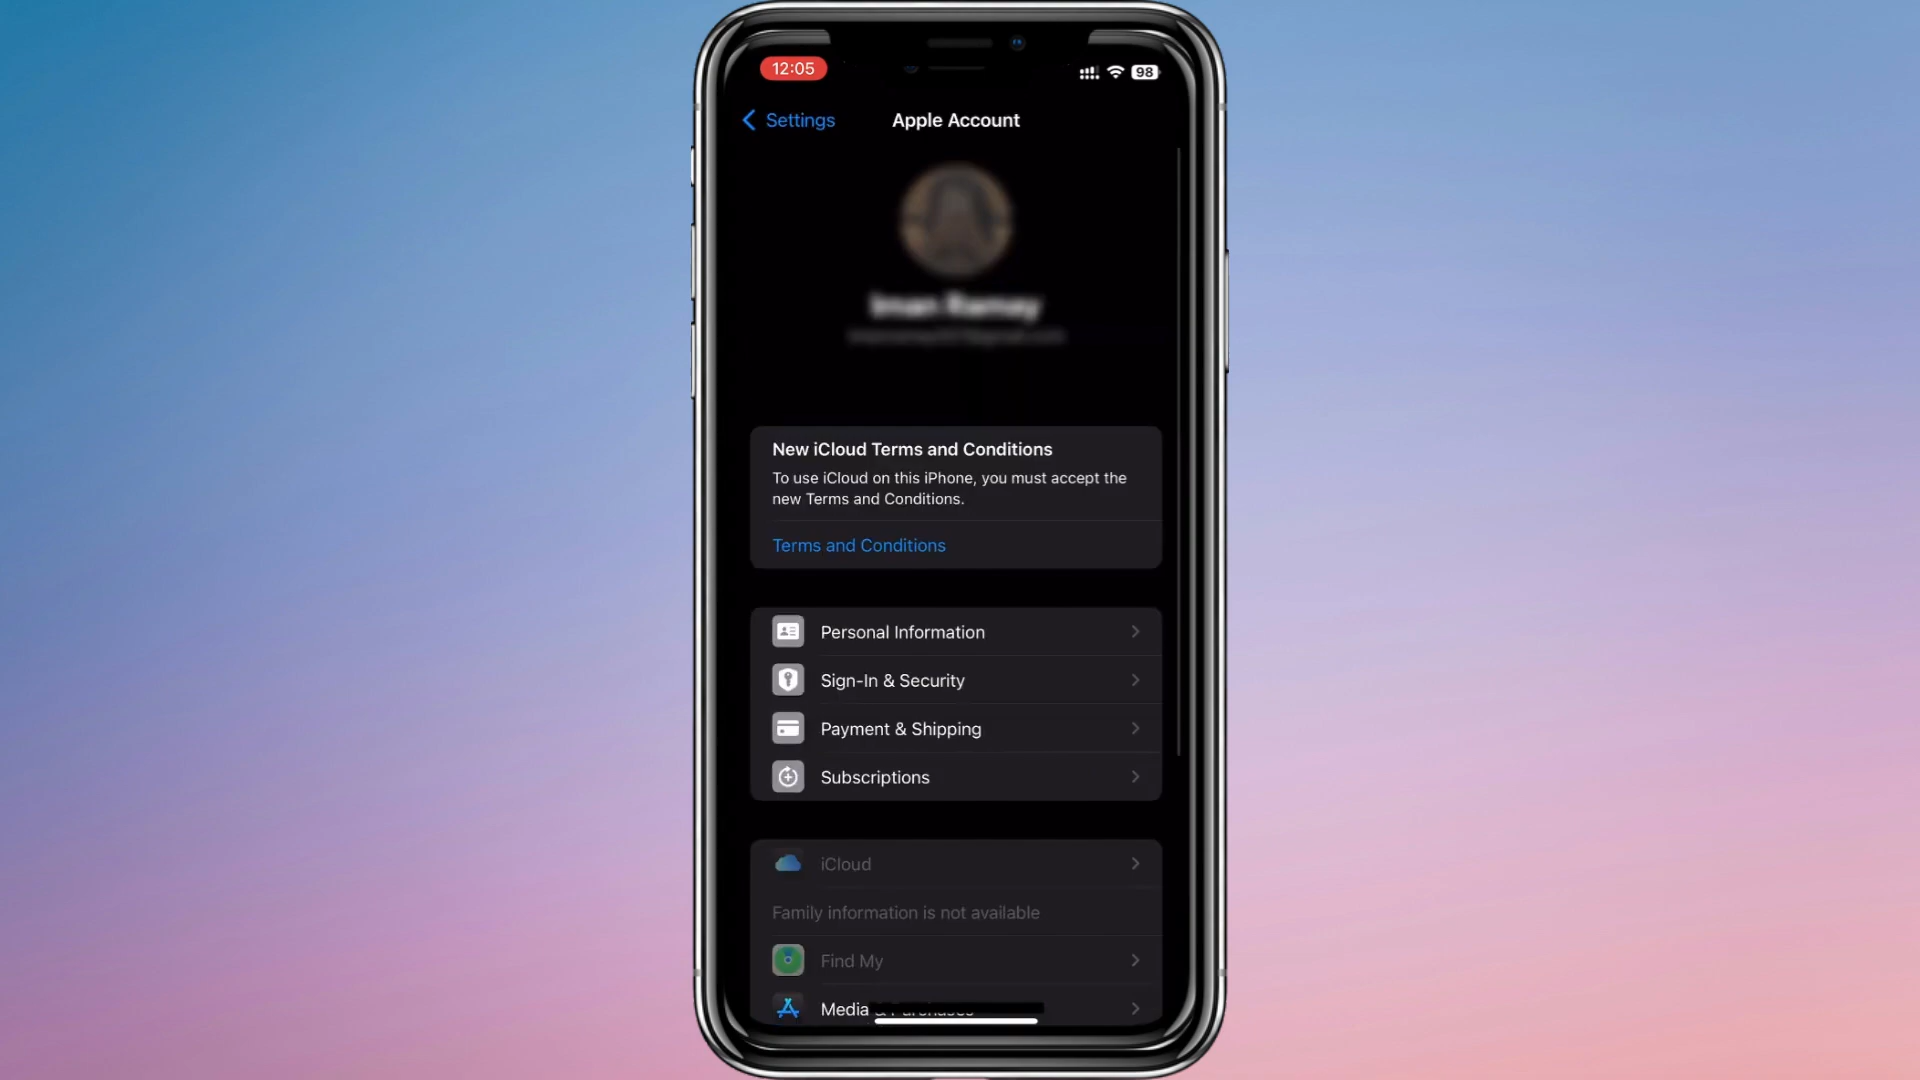 12:05
98
Settings
Apple Account
New iCloud Terms and Conditions
To use iCloud on this iPhone, you must accept the
new Terms and Conditions.
Terms and Conditions
Personal Information
Sign-In & Security
Payment & Shipping
Subscriptions
iCloud
Family information is not available
Find My
Media & Purchases